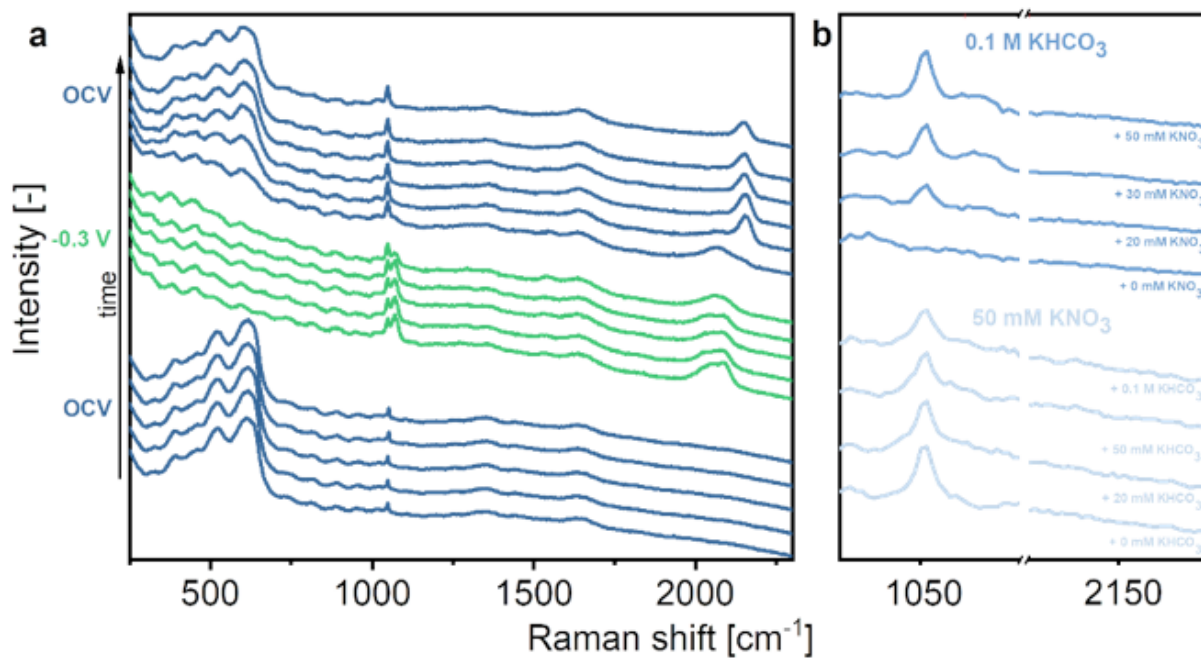 a
OCV
-0.3 V
OCV
time
Intensity [-]
500 1000 1500 2000
Raman shift [cm⁻¹]
b
0.1 M KHCO₃
+ 50 mM KNO₃
+ 30 mM KNO₃
+ 20 mM KNO₃
+ 0 mM KNO₃
50 mM KNO₃
+ 0.1 M KHCO₃
+ 50 mM KHCO₃
+ 20 mM KHCO₃
+ 0 mM KHCO₃
1050 2150